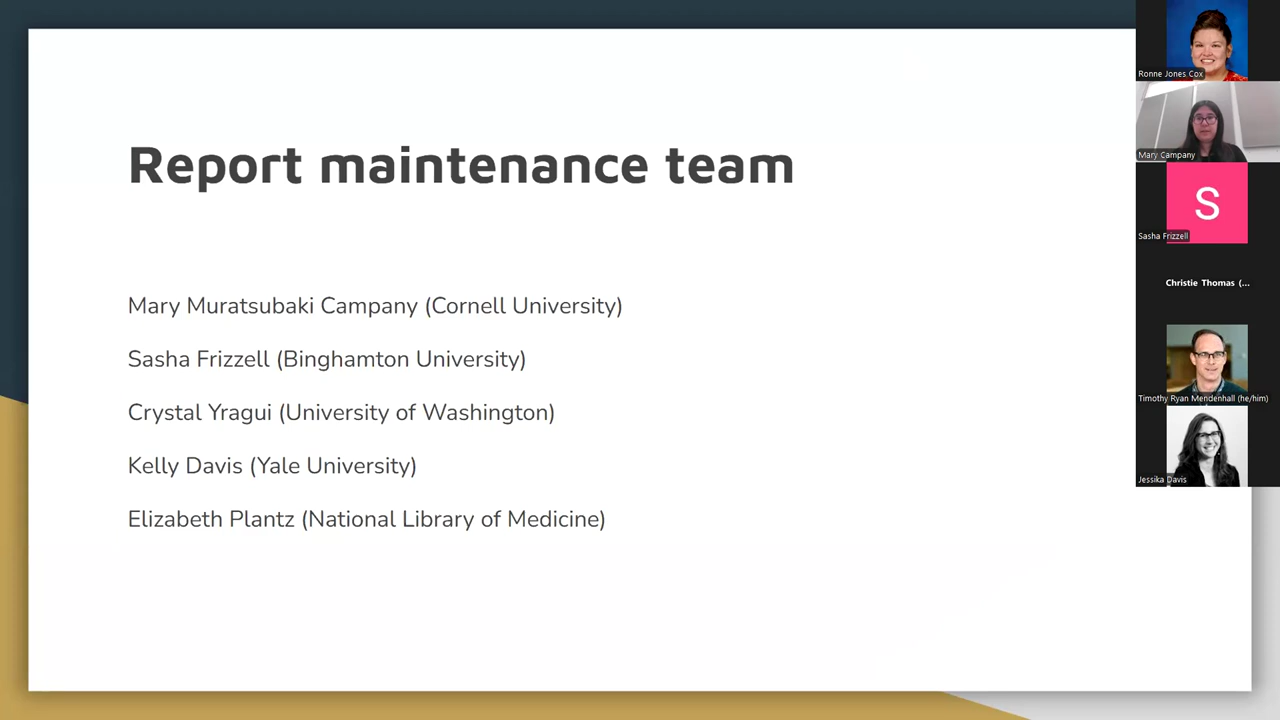 Report maintenance team
Mary Muratsubaki Campany (Cornell University)
Sasha Frizzell (Binghamton University)
Crystal Yragui (University of Washington)
Kelly Davis (Yale University)
Elizabeth Plantz (National Library of Medicine)
Ronne Jones Cox
Mary Campany
S
Sasha Frizzell
Christie Thomas (...
Timothy Ryan Mendenhall (he/him)
Jessika Davis